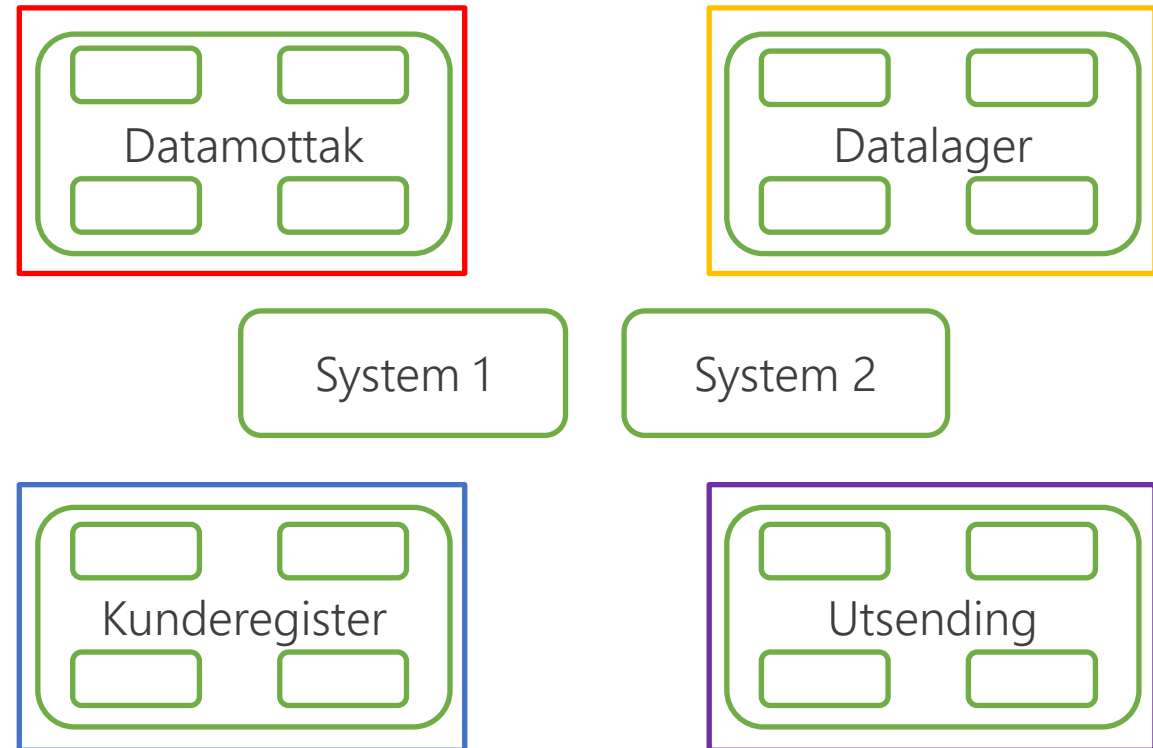 Datamottak
Datalager
System 1
System 2
Kunderegister
Utsending